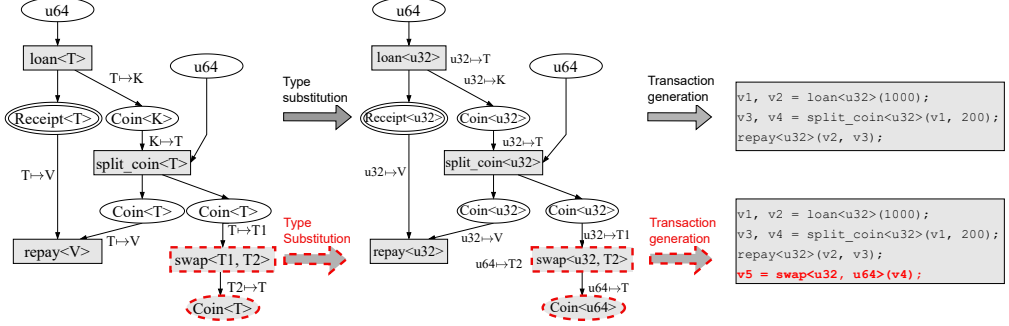 u64
loan<T>
T↦K
u64
Receipt<T>
Coin<K>
K↦T
split_coin<T>
T↦V
Coin<T>
Coin<T>
T↦V
T↦T1
repay<V>
swap<T1, T2>
T2↦T
Coin<T>
Type
substitution
Type
Substitution
u64
loan<u32>
u32↦T
u32↦K
u64
Receipt<u32>
Coin<u32>
u32↦T
split_coin<u32>
u32↦V
Coin<u32>
Coin<u32>
u32↦V
u32↦T1
repay<u32>
u64↦T2
swap<u32, T2>
u64↦T
Coin<u64>
Transaction
generation
Transaction
generation
v1, v2 = loan<u32>(1000);
v3, v4 = split_coin<u32>(v1, 200);
repay<u32>(v2, v3);
v1, v2 = loan<u32>(1000);
v3, v4 = split_coin<u32>(v1, 200);
repay<u32>(v2, v3);
v5 = swap<u32, u64>(v4);